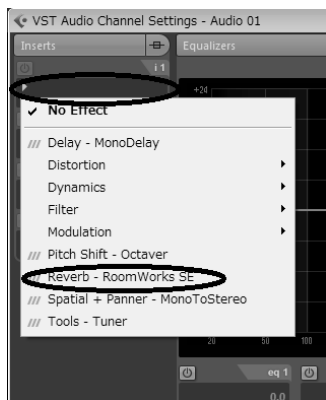 VST Audio Channel Settings - Audio 01
Inserts
Equalizers
i 1
+24
No Effect
Delay - MonoDelay
Distortion
Dynamics
Filter
Modulation
Pitch Shift - Octaver
Reverb - RoomWorks SE
Spatial + Panner - MonoToStereo
Tools - Tuner
20 50 100
eq 1
0.0